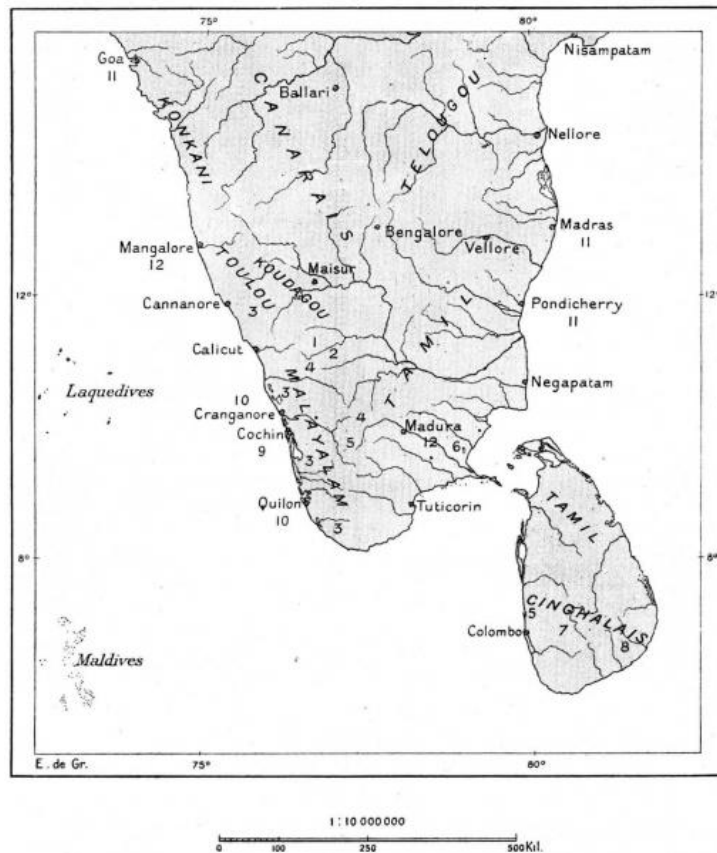 75°
80°
Nisampatam
Goa
11
CANARAIS
Ballari
TELOUGOU
KONKANI
Nellore
Bengalore
Madras
11
Vellore
Mangalore
12
TOULOU
KOUDAGOU
Maisur
12°
12°
Cannanore
3
Pondicherry
11
TAMIL
1
2
Calicut
4
Laquedives
MALAYALAM
Negapatam
10
3
Cranganore
4
Cochin
9
5
Madura
12
6
3
Quilon
10
Tuticorin
3
TAMIL
8°
8°
CINGHALAIS
5
Colombo
7
8
Maldives
E. de Gr.
75°
80°
1:10 000 000
0 100 250 500 Kil.